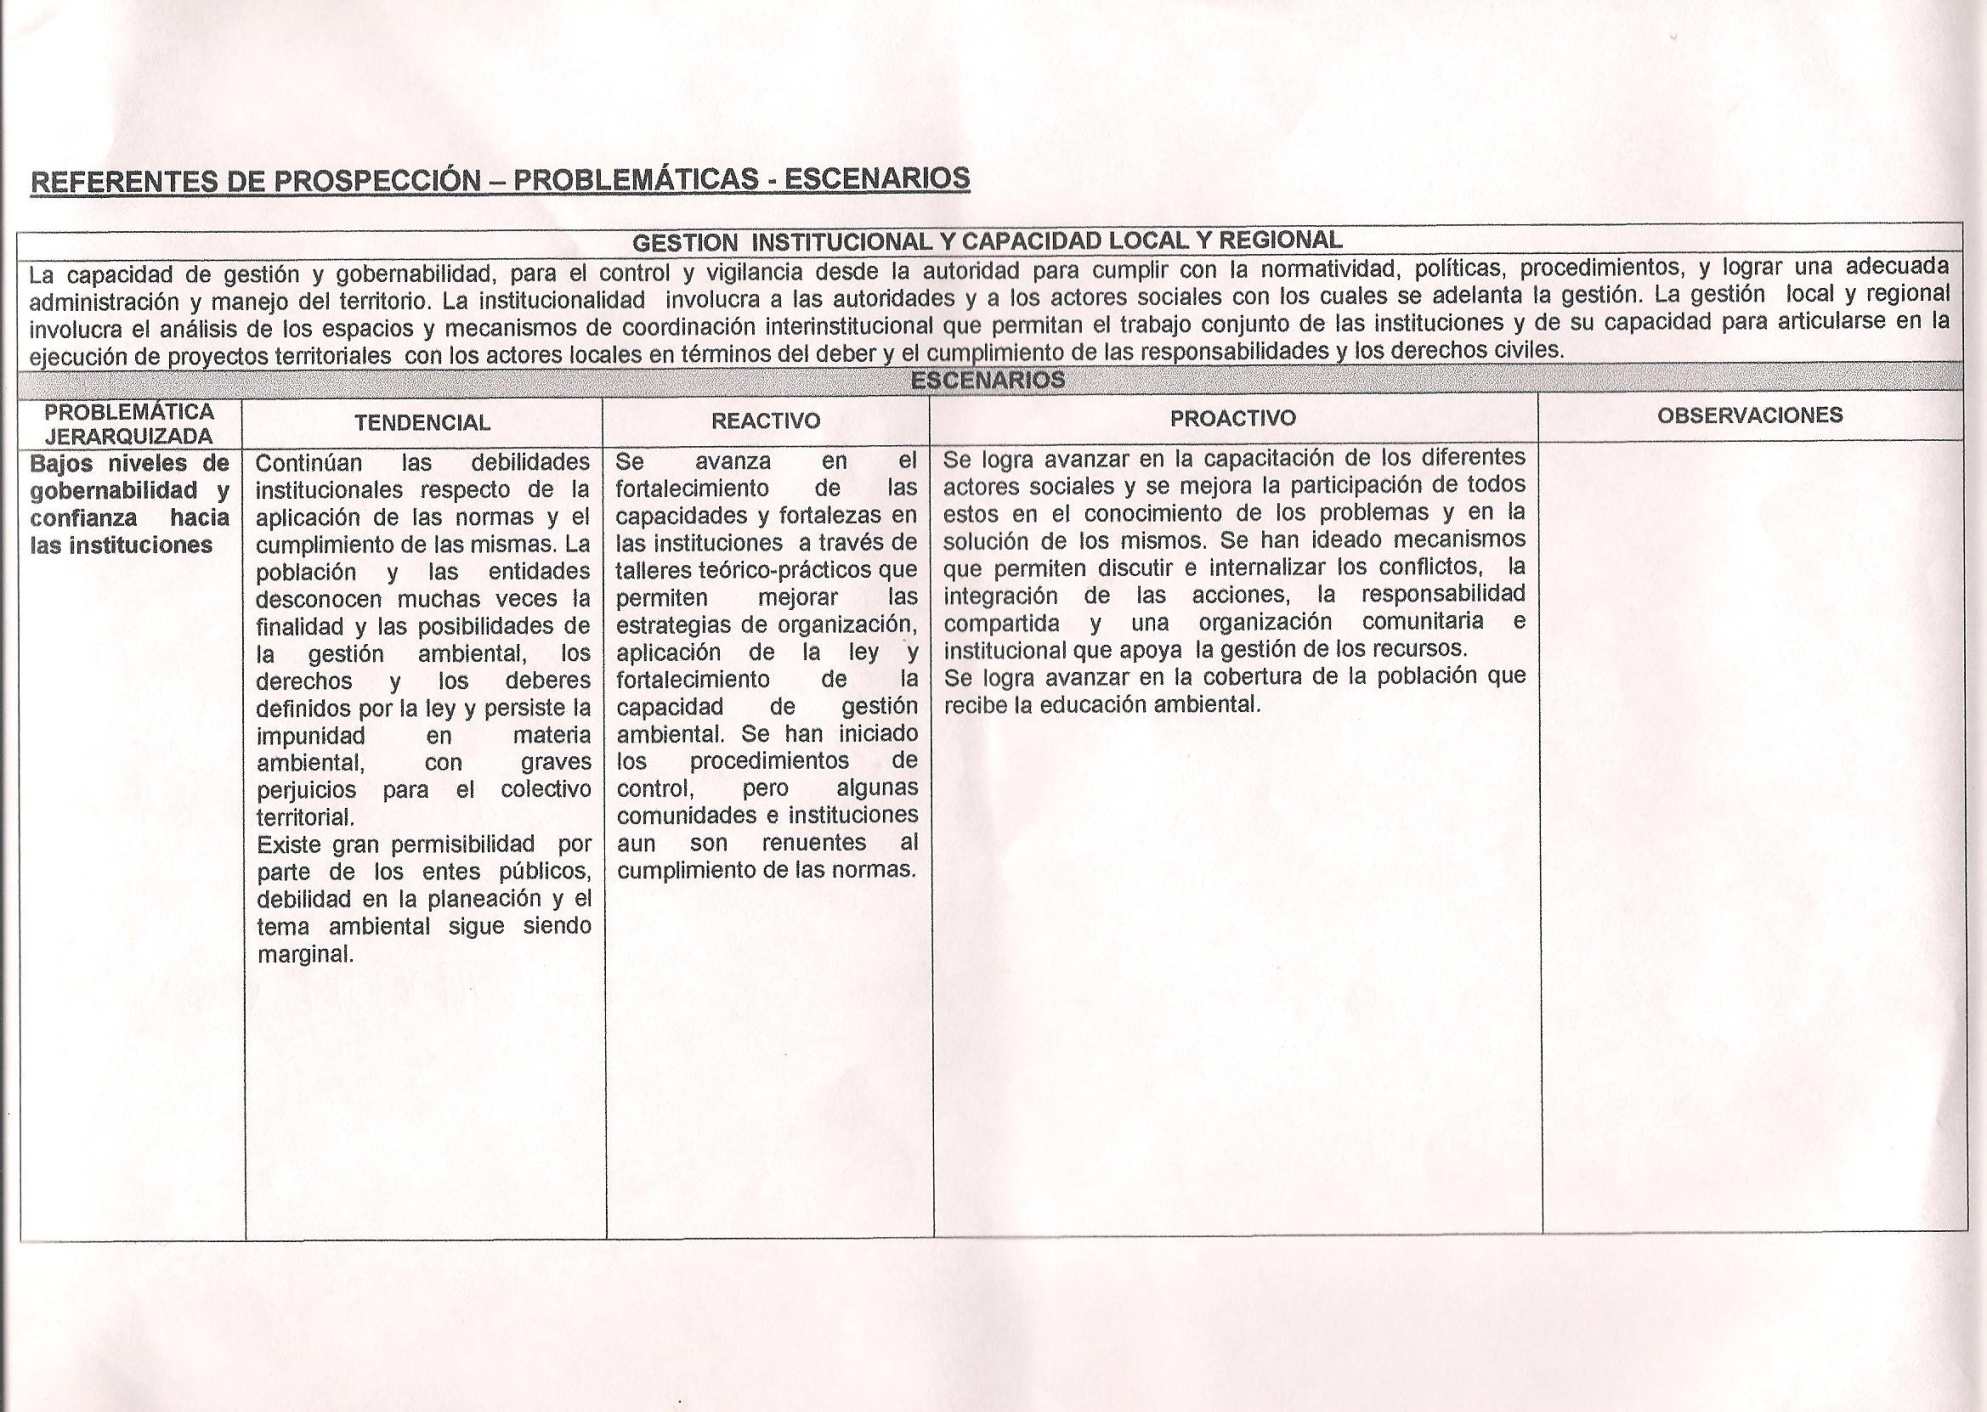 REFERENTES DE PROSPECCIÓN – PROBLEMÁTICAS - ESCENARIOS
GESTION INSTITUCIONAL Y CAPACIDAD LOCAL Y REGIONAL
La capacidad de gestión y gobernabilidad, para el control y vigilancia desde la autoridad para cumplir con la normatividad, políticas, procedimientos, y lograr una adecuada
administración y manejo del territorio. La institucionalidad involucra a las autoridades y a los actores sociales con los cuales se adelanta la gestión. La gestión local y regional
involucra el análisis de los espacios y mecanismos de coordinación interinstitucional que permitan el trabajo conjunto de las instituciones y de su capacidad para articularse en la
ejecución de proyectos territoriales con los actores locales en términos del deber y el cumplimiento de las responsabilidades y los derechos civiles.
ESCENARIOS
PROBLEMÁTICA
JERARQUIZADA
TENDENCIAL
REACTIVO
PROACTIVO
OBSERVACIONES
Bajos niveles de
gobernabilidad y
confianza hacia
las instituciones
Continúan las debilidades
institucionales respecto de la
aplicación de las normas y el
cumplimiento de las mismas. La
población y las entidades
desconocen muchas veces la
finalidad y las posibilidades de
la gestión ambiental, los
derechos y los deberes
definidos por la ley y persiste la
impunidad en materia
ambiental, con graves
perjuicios para el colectivo
territorial.
Existe gran permisibilidad por
parte de los entes públicos,
debilidad en la planeación y el
tema ambiental sigue siendo
marginal.
Se avanza en el
fortalecimiento de las
capacidades y fortalezas en
las instituciones a través de
talleres teórico-prácticos que
permiten mejorar las
estrategias de organización,
aplicación de la ley y
fortalecimiento de la
capacidad de gestión
ambiental. Se han iniciado
los procedimientos de
control, pero algunas
comunidades e instituciones
aun son renuentes al
cumplimiento de las normas.
Se logra avanzar en la capacitación de los diferentes
actores sociales y se mejora la participación de todos
estos en el conocimiento de los problemas y en la
solución de los mismos. Se han ideado mecanismos
que permiten discutir e internalizar los conflictos, la
integración de las acciones, la responsabilidad
compartida y una organización comunitaria e
institucional que apoya la gestión de los recursos.
Se logra avanzar en la cobertura de la población que
recibe la educación ambiental.